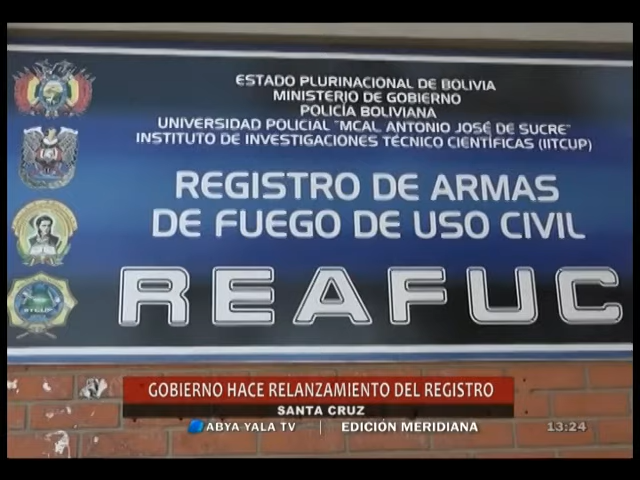 ESTADO PLURINACIONAL DE BOLIVIA
MINISTERIO DE GOBIERNO
POLICÍA BOLIVIANA
UNIVERSIDAD POLICIAL "MCAL ANTONIO JOSÉ DE SUCRE"
INSTITUTO DE INVESTIGACIONES TÉCNICO CIENTÍFICAS (IITCUP)
REGISTRO DE ARMAS
DE FUEGO DE USO CIVIL
REAFUC
GOBIERNO HACE RELANZAMIENTO DEL REGISTRO
SANTA CRUZ
ABYA YALA TV | EDICIÓN MERIDIANA
13:24